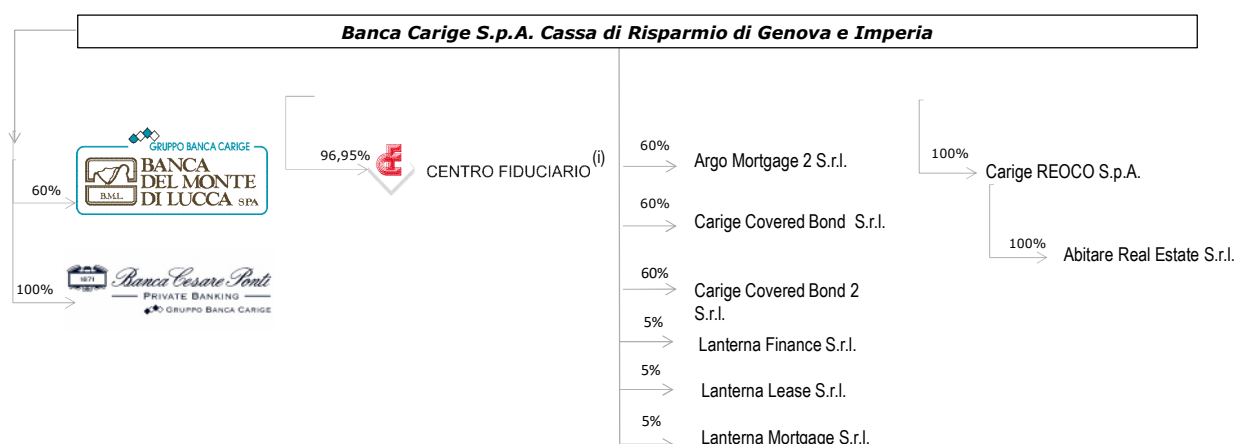 Banca Carige S.p.A. Cassa di Risparmio di Genova e Imperia
60%
GRUPPO BANCA CARIGE
BANCA
DEL MONTE
DI LUCCA SPA
B.M.L.
100%
1871
Banca Cesare Ponti
PRIVATE BANKING
GRUPPO BANCA CARIGE
96,95%
CENTRO FIDUCIARIO(i)
60%
Argo Mortgage 2 S.r.l.
60%
Carige Covered Bond S.r.l.
60%
Carige Covered Bond 2
S.r.l.
5%
Lanterna Finance S.r.l.
5%
Lanterna Lease S.r.l.
5%
Lanterna Mortgage S.r.l.
100%
Carige REOCO S.p.A.
100%
Abitare Real Estate S.r.l.